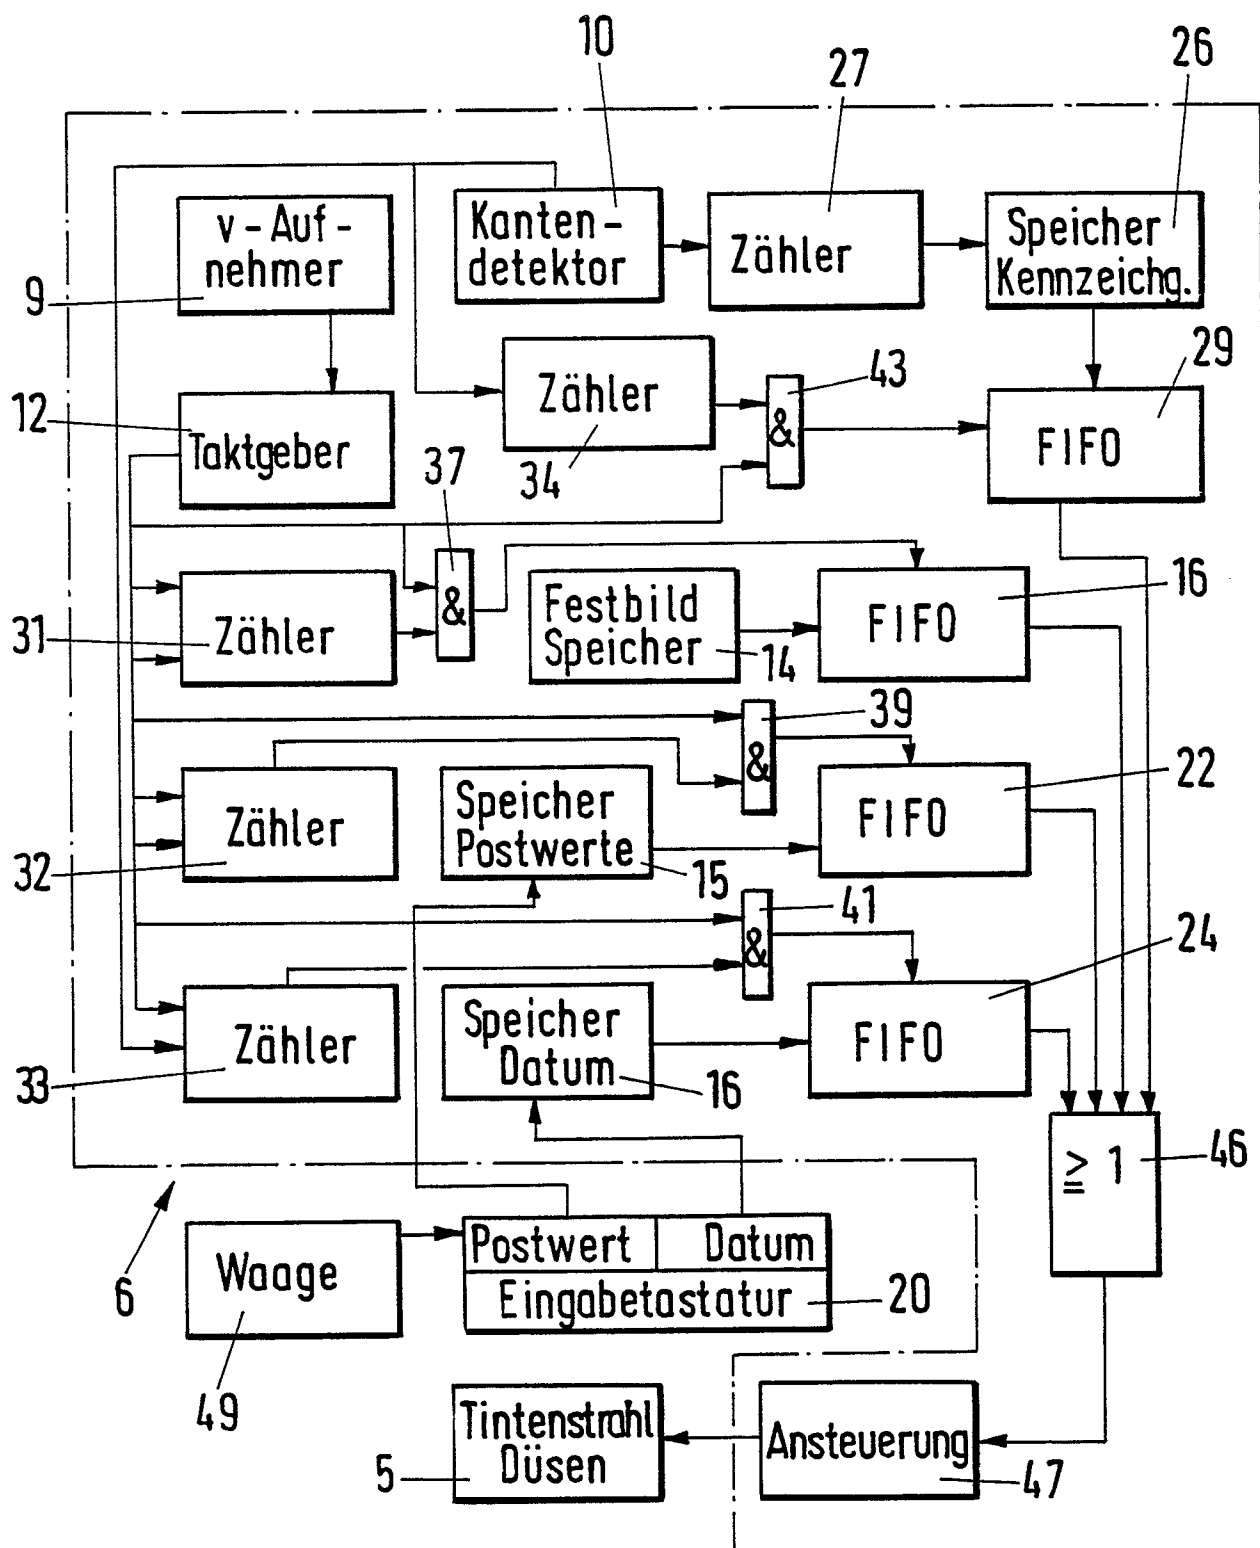 10
27
26
v-Auf-
nehmer
Kanten-
detektor
Zähler
Speicher
Kennzeichg.
9
Zähler
43
29
12
Taktgeber
&
FIFO
34
37
31
Zähler
&
Festbild
Speicher
14
FIFO
16
39
&
32
Zähler
Speicher
Postwerte
15
FIFO
22
41
&
33
Zähler
Speicher
Datum
16
FIFO
24
≥ 1
46
6
Waage
49
Postwert
Datum
Eingabetastatur
20
Tintenstrahl
Düsen
5
Ansteuerung
47